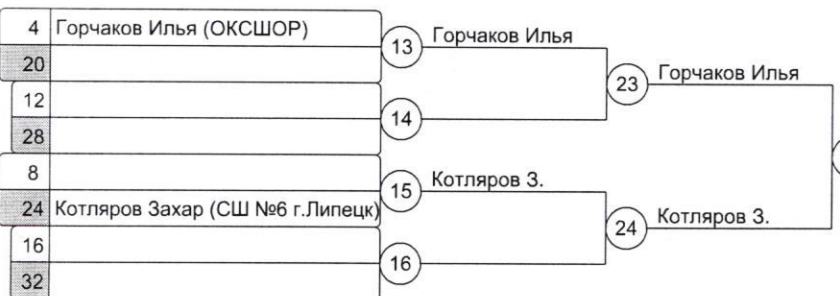 4 Горчаков Илья (ОКСШОР)
13 Горчаков Илья
20
23 Горчаков Илья
12
14
28
8
15 Котляров З.
24 Котляров Захар (СШ №6 г.Липецк)
24 Котляров З.
16
16
32